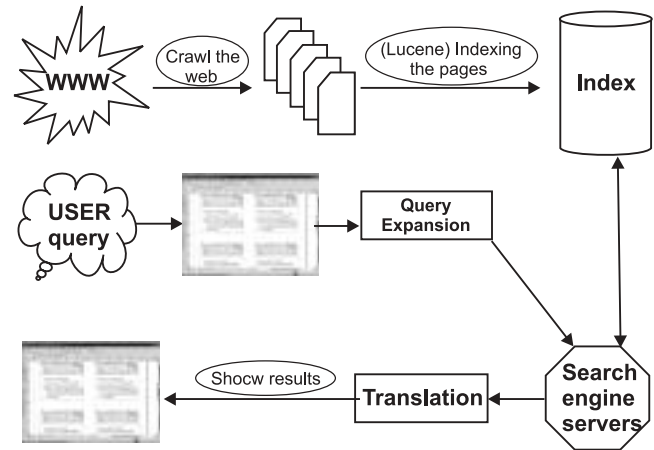 WWW
Crawl the
web
(Lucene) Indexing
the pages
Index
USER
query
Query
Expansion
Shocw results
Translation
Search
engine
servers